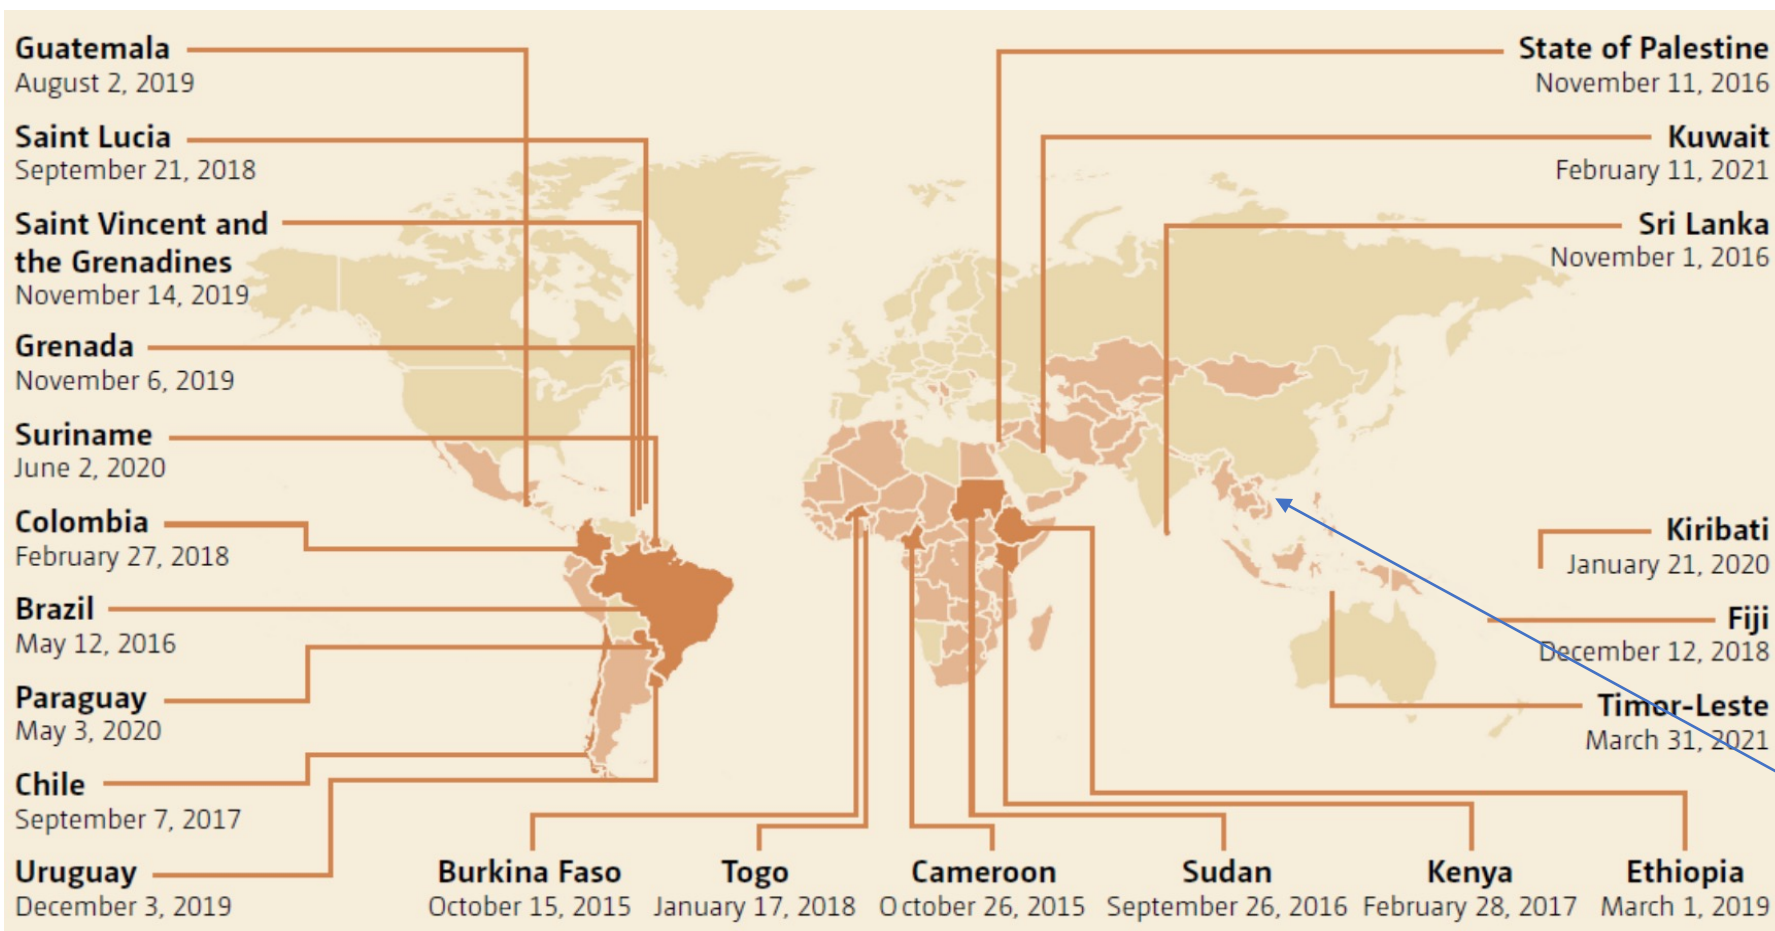 Guatemala
August 2, 2019
Saint Lucia
September 21, 2018
Saint Vincent and
the Grenadines
November 14, 2019
Grenada
November 6, 2019
Suriname
June 2, 2020
Colombia
February 27, 2018
Brazil
May 12, 2016
Paraguay
May 3, 2020
Chile
September 7, 2017
Uruguay
December 3, 2019
Burkina Faso
October 15, 2015
Togo
January 17, 2018
Cameroon
October 26, 2015
Sudan
September 26, 2016
Kenya
February 28, 2017
Ethiopia
March 1, 2019
State of Palestine
November 11, 2016
Kuwait
February 11, 2021
Sri Lanka
November 1, 2016
Kiribati
January 21, 2020
Fiji
December 12, 2018
Timor-Leste
March 31, 2021